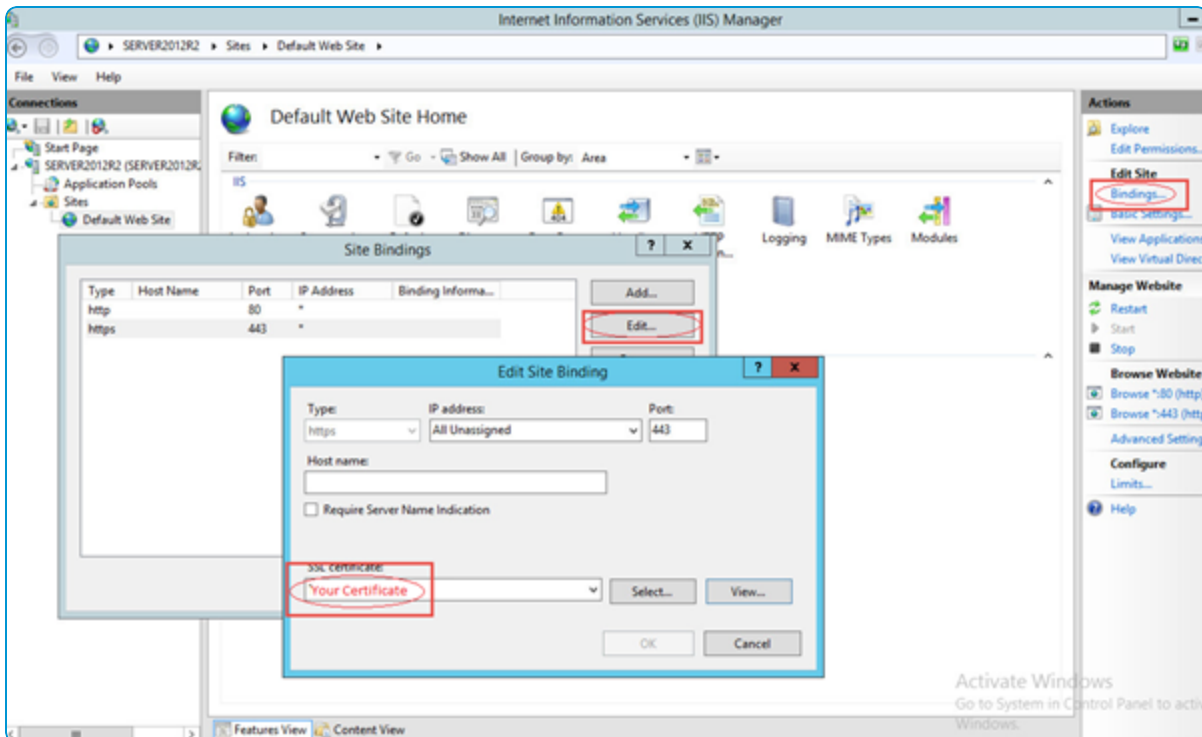 Internet Information Services (IIS) Manager
SERVER2012R2 Sites Default Web Site
File View Help
Connections
Start Page
SERVER2012R2 (SERVER2012R
Application Pools
Sites
Default Web Site
Default Web Site Home
Filter: Go Show All Group by: Area
IIS
Logging MIME Types Modules
Actions
Explore
Edit Permissions.
Edit Site
Bindings...
Basic Settings...
View Applications
View Virtual Direc
Manage Website
Restart
Start
Stop
Browse Website
Browse *:80 (http
Browse *:443 (htt
Advanced Setting
Configure
Limits...
Help
Site Bindings
? X
Type Host Name Port IP Address Binding Informa...
http 80 *
https 443 *
Add...
Edit...
Edit Site Binding
? X
Type: IP address: Port:
https All Unassigned 443
Host name:
Require Server Name Indication
SSL certificate:
Your Certificate
Select... View...
OK Cancel
Activate Windows
Go to System in Control Panel to activ
Windows.
Features View Content View